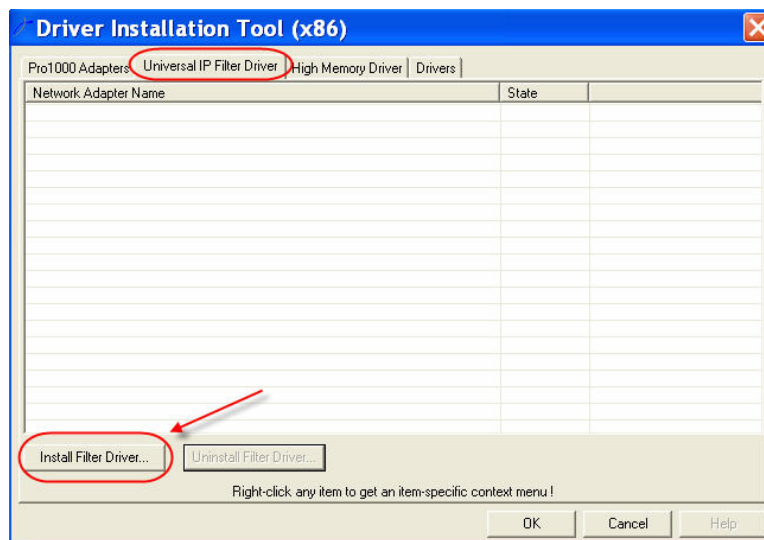 Driver Installation Tool (x86)
Pro1000 Adapters Universal IP Filter Driver High Memory Driver Drivers
Network Adapter Name State
Install Filter Driver... Uninstall Filter Driver...
Right-click any item to get an item-specific context menu !
OK Cancel Help